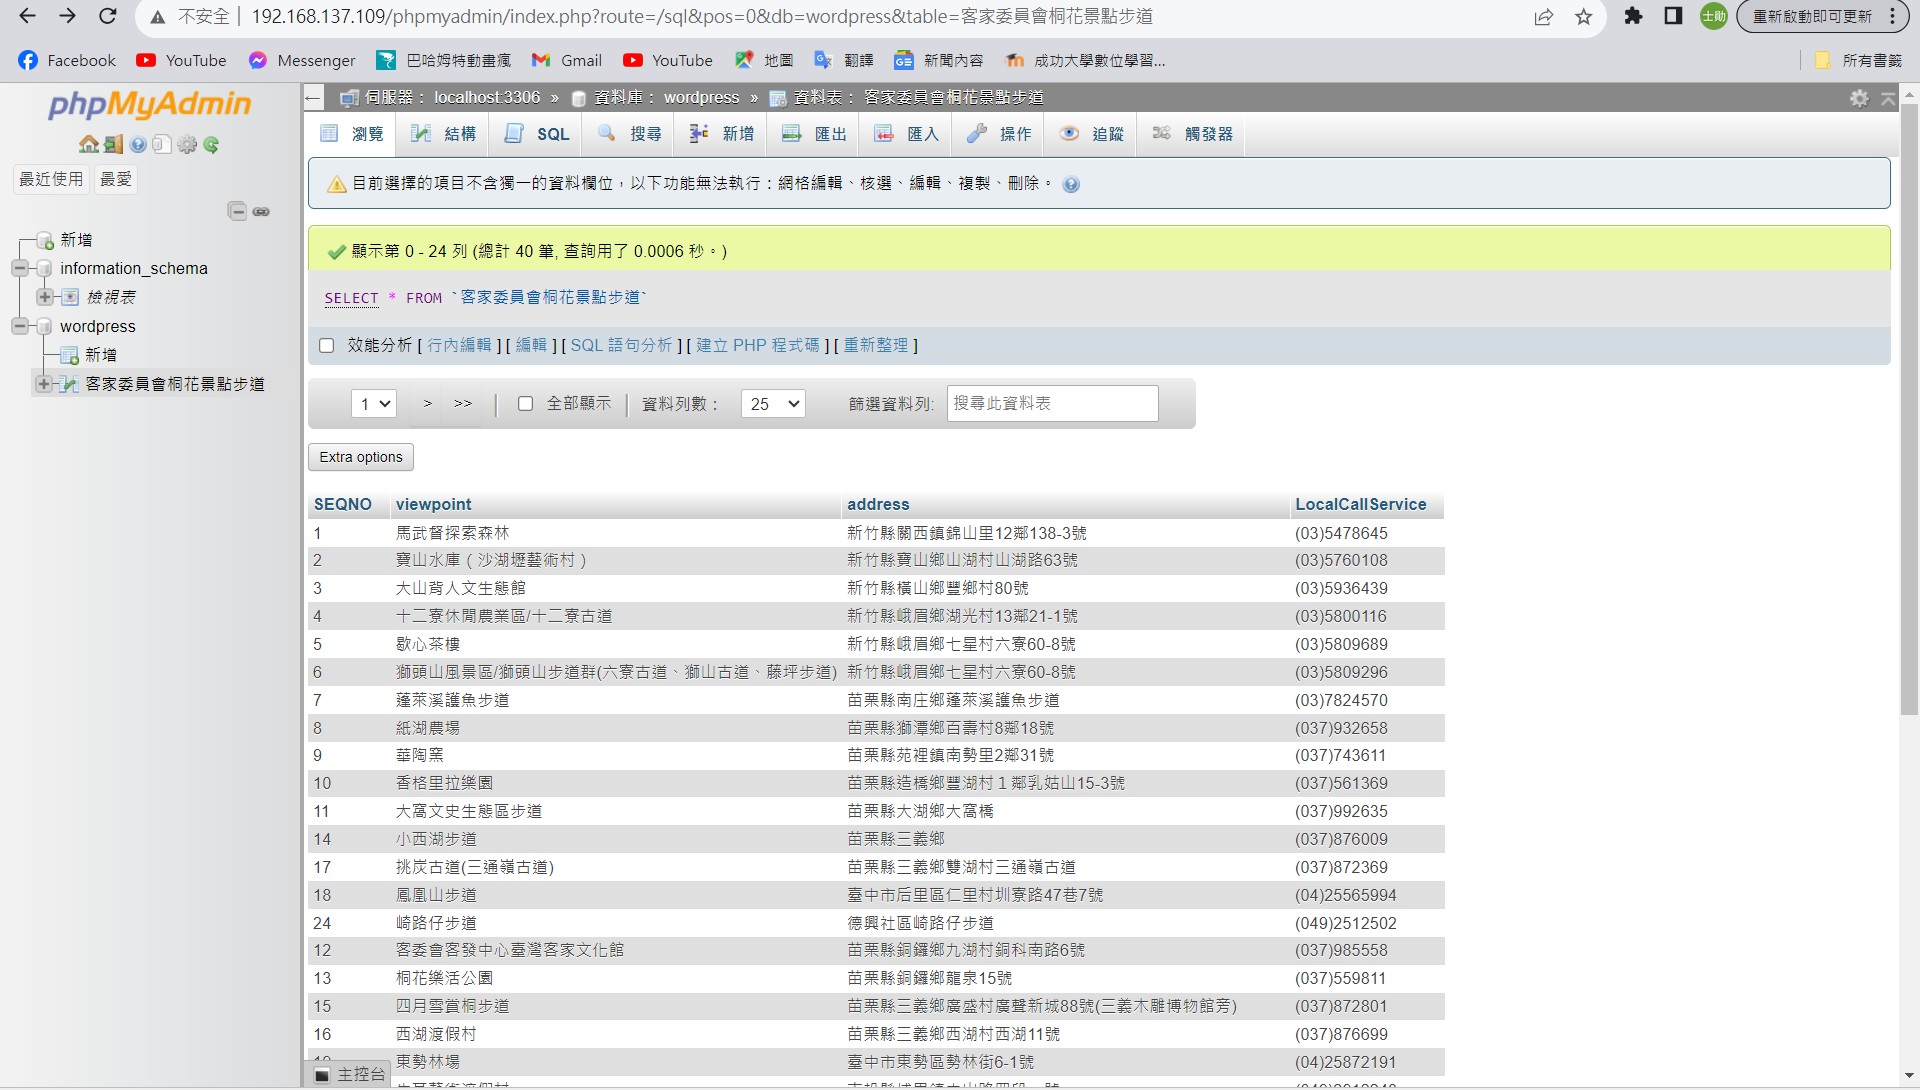 192.168.137.109/phpmyadmin/index.php?route=/sql&pos=0&db=wordpress&table=客家委員會桐花景點步道
不安全
士勛
重新啟動即可更新
Facebook YouTube Messenger 巴哈姆特動畫瘋 Gmail YouTube 地圖 翻譯 新聞內容 成功大學數位學習... 所有書籤
phpMyAdmin
最近使用 最愛
新增
information_schema
檢視表
wordpress
新增
客家委員會桐花景點步道
伺服器： localhost:3306 » 資料庫： wordpress » 資料表： 客家委員會桐花景點步道
瀏覽 結構 SQL 搜尋 新增 匯出 匯入 操作 追蹤 觸發器
目前選擇的項目不含獨一的資料欄位，以下功能無法執行：網格編輯、核選、編輯、複製、刪除。
顯示第 0 - 24 列 (總計 40 筆, 查詢用了 0.0006 秒。)
SELECT * FROM `客家委員會桐花景點步道`
效能分析 [ 行內編輯 ] [ 編輯 ] [ SQL 語句分析 ] [ 建立 PHP 程式碼 ] [ 重新整理 ]
1 > >> | 全部顯示 | 資料列數： 25 篩選資料列: 搜尋此資料表
Extra options
SEQNO viewpoint address LocalCallService
1 馬武督探索森林 新竹縣關西鎮錦山里12鄰138-3號 (03)5478645
2 寶山水庫（沙湖壢藝術村） 新竹縣寶山鄉山湖村山湖路63號 (03)5760108
3 大山背人文生態館 新竹縣橫山鄉豐鄉村80號 (03)5936439
4 十二寮休閒農業區/十二寮古道 新竹縣峨眉鄉湖光村13鄰21-1號 (03)5800116
5 歇心茶樓 新竹縣峨眉鄉七星村六寮60-8號 (03)5809689
6 獅頭山風景區/獅頭山步道群(六寮古道、獅山古道、藤坪步道) 新竹縣峨眉鄉七星村六寮60-8號 (03)5809296
7 蓬萊溪護魚步道 苗栗縣南庄鄉蓬萊溪護魚步道 (03)7824570
8 紙湖農場 苗栗縣獅潭鄉百壽村8鄰18號 (037)932658
9 華陶窯 苗栗縣苑裡鎮南勢里2鄰31號 (037)743611
10 香格里拉樂園 苗栗縣造橋鄉豐湖村１鄰乳姑山15-3號 (037)561369
11 大窩文史生態區步道 苗栗縣大湖鄉大窩橋 (037)992635
14 小西湖步道 苗栗縣三義鄉 (037)876009
17 挑炭古道(三通嶺古道) 苗栗縣三義鄉雙湖村三通嶺古道 (037)872369
18 鳳凰山步道 臺中市后里區仁里村圳寮路47巷7號 (04)25565994
24 崎路仔步道 德興社區崎路仔步道 (049)2512502
12 客委會客發中心臺灣客家文化館 苗栗縣銅鑼鄉九湖村銅科南路6號 (037)985558
13 桐花樂活公園 苗栗縣銅鑼鄉龍泉15號 (037)559811
15 四月雪賞桐步道 苗栗縣三義鄉廣盛村廣聲新城88號(三義木雕博物館旁) (037)872801
16 西湖渡假村 苗栗縣三義鄉西湖村西湖11號 (037)876699
東勢林場 臺中市東勢區勢林街6-1號 (04)25872191
主控台